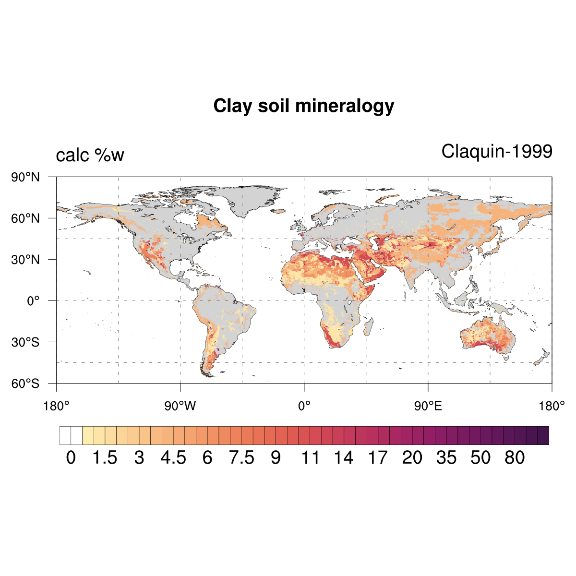 Clay soil mineralogy
calc %w
Claquin-1999
90°N
60°N
30°N
0°
30°S
60°S
180° 90°W 0° 90°E 180°
0 1.5 3 4.5 6 7.5 9 11 14 17 20 35 50 80